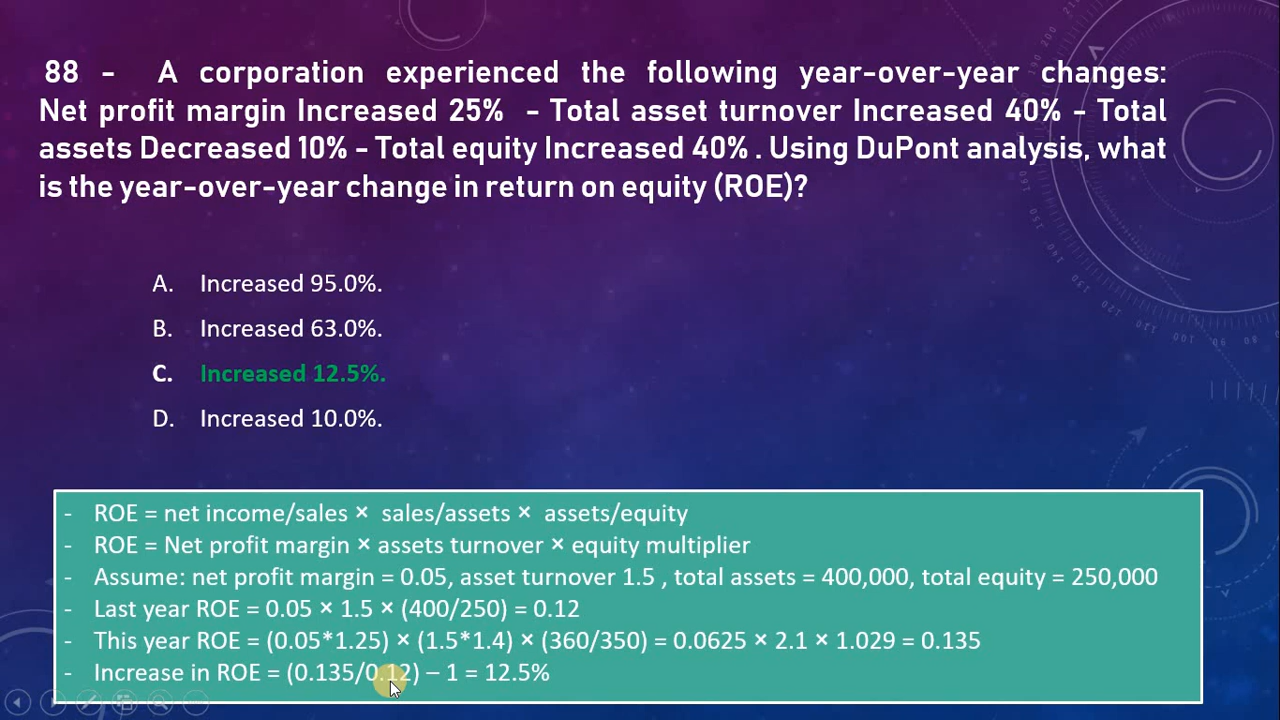 88 - A corporation experienced the following year-over-year changes:
Net profit margin Increased 25% - Total asset turnover Increased 40% - Total
assets Decreased 10% - Total equity Increased 40% . Using DuPont analysis, what
is the year-over-year change in return on equity (ROE)?
A. Increased 95.0%.
B. Increased 63.0%.
C. Increased 12.5%.
D. Increased 10.0%.
- ROE = net income/sales × sales/assets × assets/equity
- ROE = Net profit margin × assets turnover × equity multiplier
- Assume: net profit margin = 0.05, asset turnover 1.5 , total assets = 400,000, total equity = 250,000
- Last year ROE = 0.05 × 1.5 × (400/250) = 0.12
- This year ROE = (0.05*1.25) × (1.5*1.4) × (360/350) = 0.0625 × 2.1 × 1.029 = 0.135
- Increase in ROE = (0.135/0.12) – 1 = 12.5%